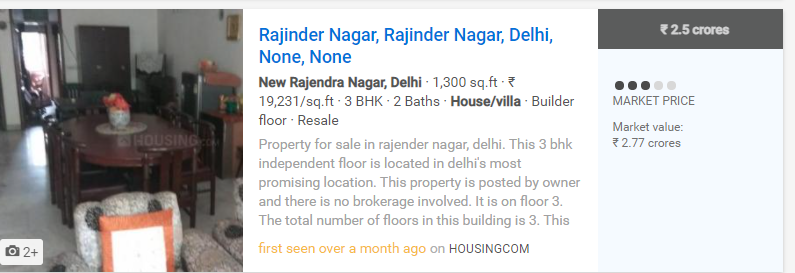 Rajinder Nagar, Rajinder Nagar, Delhi,
None, None
New Rajendra Nagar, Delhi · 1,300 sq.ft · ₹
19,231/sq.ft · 3 BHK · 2 Baths · House/villa · Builder
floor · Resale
Property for sale in rajender nagar, delhi. This 3 bhk
independent floor is located in delhi's most
promising location. This property is posted by owner
and there is no brokerage involved. It is on floor 3.
The total number of floors in this building is 3. This
first seen over a month ago on HOUSINGCOM
HOUSING.COM
2+
₹ 2.5 crores
MARKET PRICE
Market value:
₹ 2.77 crores